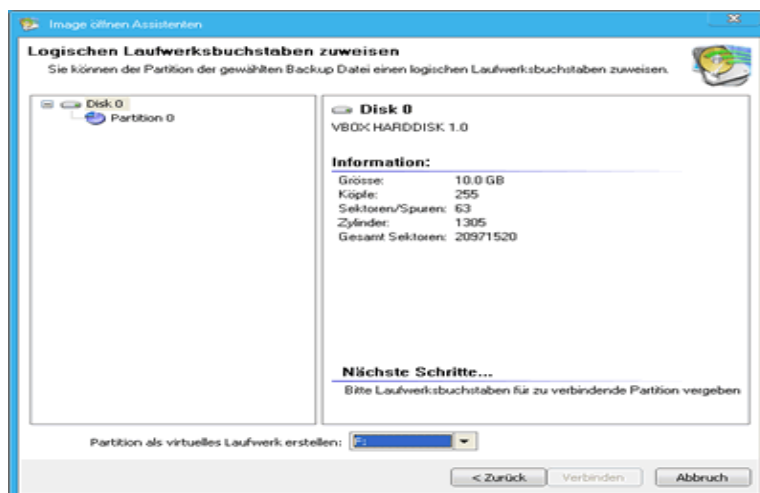 Image öffnen Assistenten
Logischen Laufwerksbuchstaben zuweisen
Sie können der Partition der gewählten Backup Datei einen logischen Laufwerksbuchstaben zuweisen.
Disk 0
Partition 0
Disk 0
VBOX HARDDISK 1.0
Information:
Grösse: 10.0 GB
Köpfe: 255
Sektoren/Spuren: 63
Zylinder: 1305
Gesamt Sektoren: 20971520
Nächste Schritte...
Bitte Laufwerksbuchstaben für zu verbindende Partition vergeben
Partition als virtuelles Laufwerk erstellen: F:
< Zurück Verbinden Abbruch